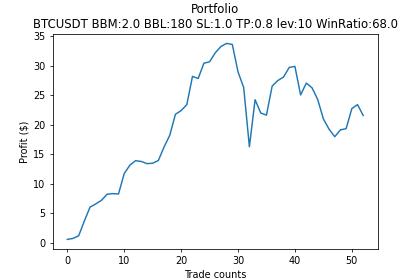 Portfolio
BTCUSDT BBM:2.0 BBL:180 SL:1.0 TP:0.8 lev:10 WinRatio:68.0
35
30
25
20
15
10
5
0
Profit ($)
0 10 20 30 40 50
Trade counts